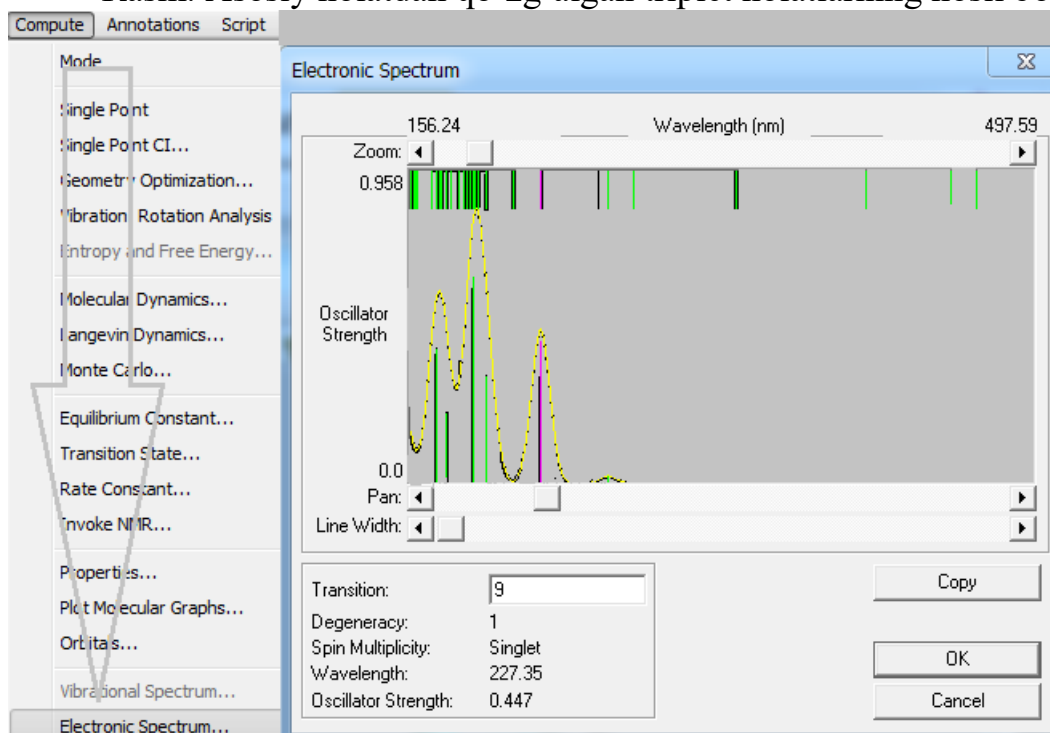 Compute Annotations Script
Mode
Single Point
Single Point CI...
Geometry Optimization...
Vibration, Rotation Analysis
Entropy and Free Energy...
Molecular Dynamics...
Langevin Dynamics...
Monte Carlo...
Equilibrium Constant...
Transition State...
Rate Constant...
Invoke NMR...
Properties...
Plot Molecular Graphs...
Orbitals...
Vibrational Spectrum...
Electronic Spectrum...
Electronic Spectrum
156.24 Wavelength (nm) 497.59
Zoom:
0.958
Oscillator
Strength
0.0
Pan:
Line Width:
Transition: 9
Degeneracy: 1
Spin Multiplicity: Singlet
Wavelength: 227.35
Oscillator Strength: 0.447
Copy
OK
Cancel